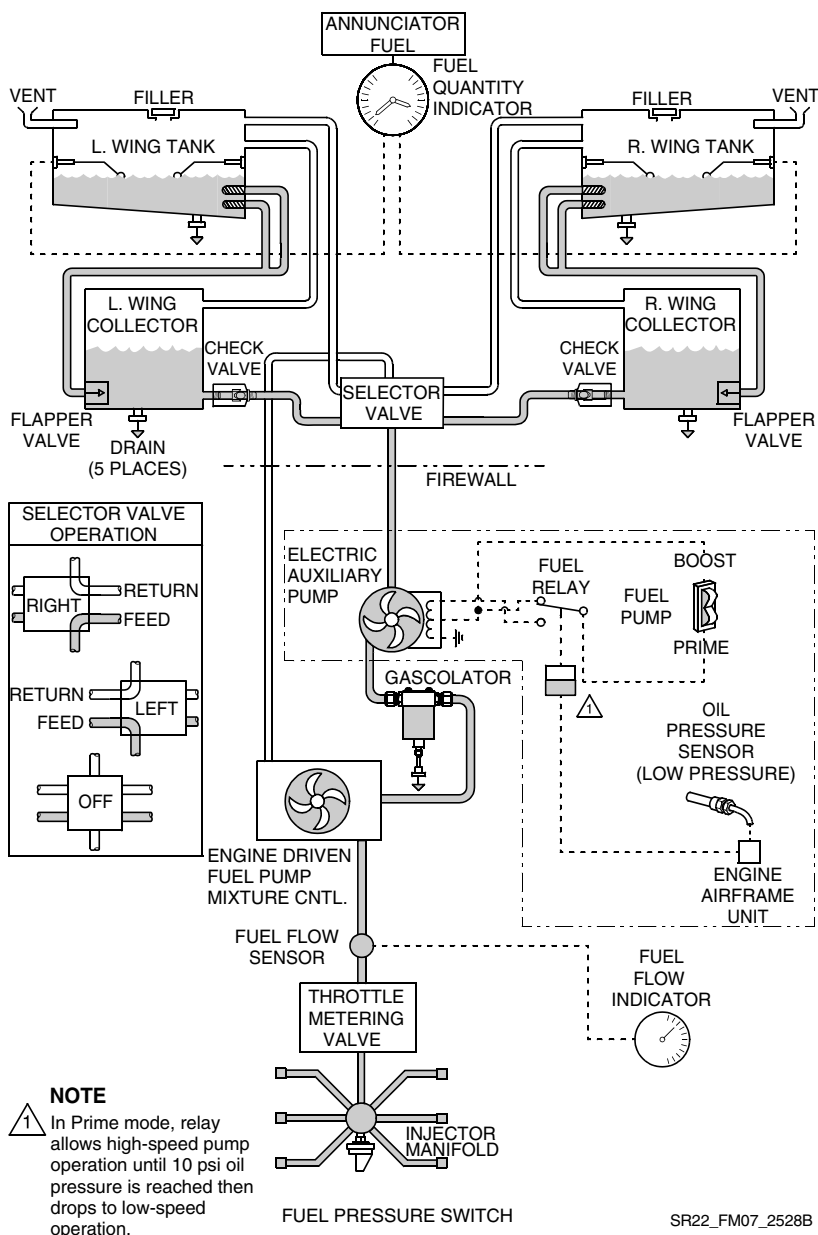 ANNUNCIATOR
FUEL
FUEL
QUANTITY
INDICATOR
VENT
FILLER
L. WING TANK
FILLER
VENT
R. WING TANK
L. WING
COLLECTOR
R. WING
COLLECTOR
CHECK
VALVE
CHECK
VALVE
SELECTOR
VALVE
FLAPPER
VALVE
FLAPPER
VALVE
DRAIN
(5 PLACES)
FIREWALL
SELECTOR VALVE
OPERATION
RIGHT
RETURN
FEED
RETURN
FEED
LEFT
OFF
ELECTRIC
AUXILIARY
PUMP
FUEL
RELAY
BOOST
FUEL
PUMP
PRIME
GASCOLATOR
1
OIL
PRESSURE
SENSOR
(LOW PRESSURE)
ENGINE
AIRFRAME
UNIT
ENGINE DRIVEN
FUEL PUMP
MIXTURE CNTL.
FUEL FLOW
SENSOR
FUEL
FLOW
INDICATOR
THROTTLE
METERING
VALVE
INJECTOR
MANIFOLD
FUEL PRESSURE SWITCH
NOTE
1 In Prime mode, relay
allows high-speed pump
operation until 10 psi oil
pressure is reached then
drops to low-speed
operation.
SR22_FM07_2528B